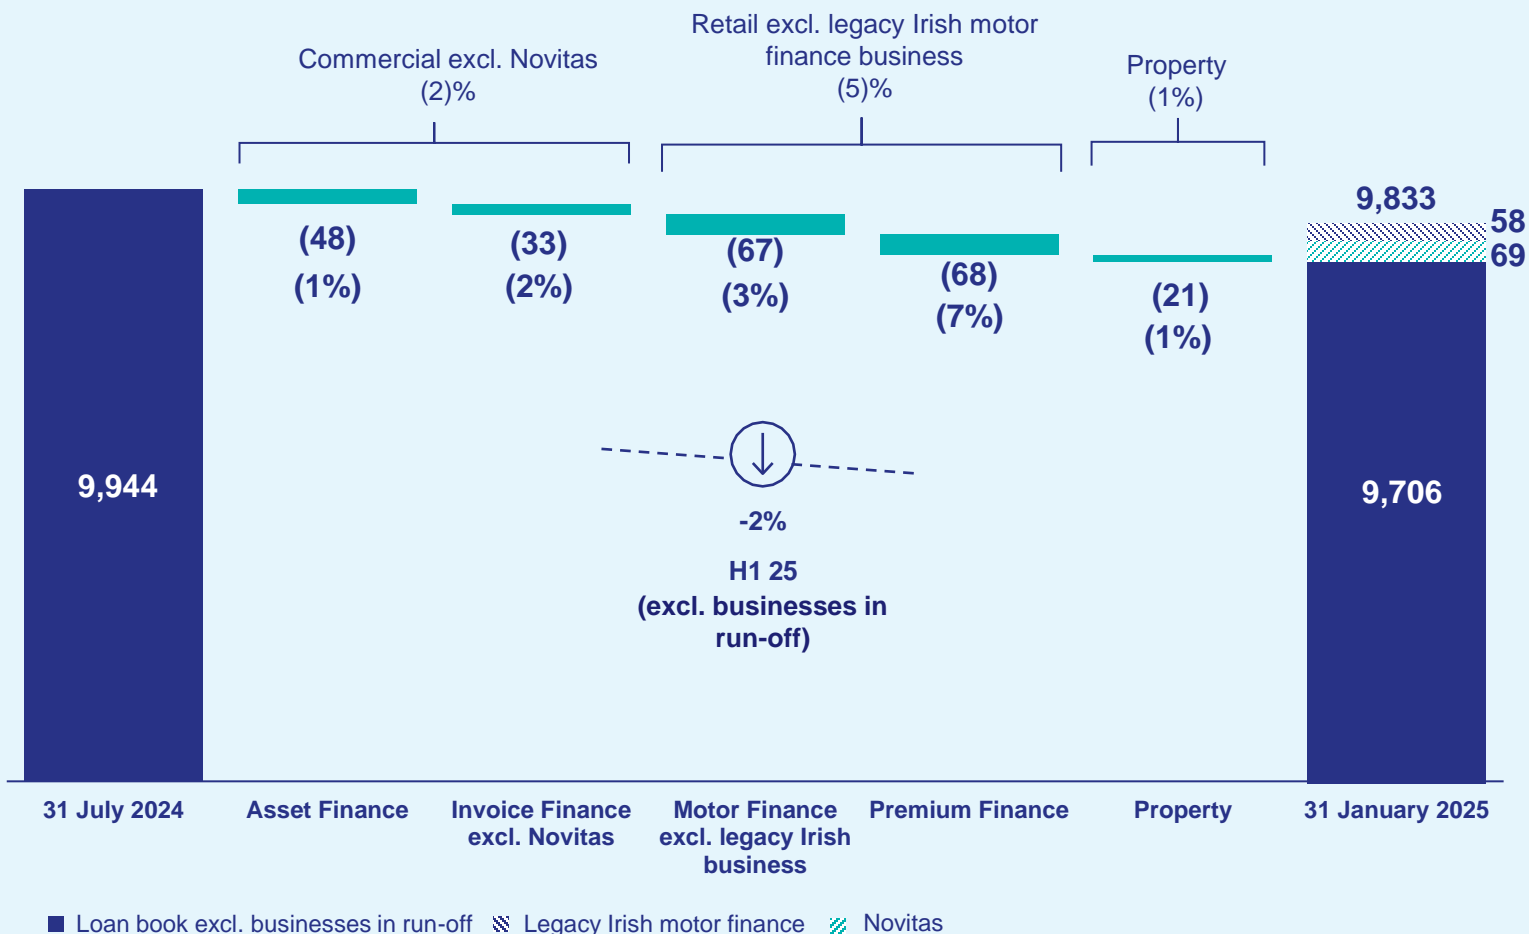 Commercial excl. Novitas
(2)%
Retail excl. legacy Irish motor
finance business
(5)%
Property
(1%)
9,944
(48)
(1%)
(33)
(2%)
(67)
(3%)
(68)
(7%)
(21)
(1%)
9,833
58
69
9,706
-2%
H1 25
(excl. businesses in
run-off)
31 July 2024
Asset Finance
Invoice Finance
excl. Novitas
Motor Finance
excl. legacy Irish
business
Premium Finance
Property
31 January 2025
Loan book excl. businesses in run-off
Legacy Irish motor finance
Novitas